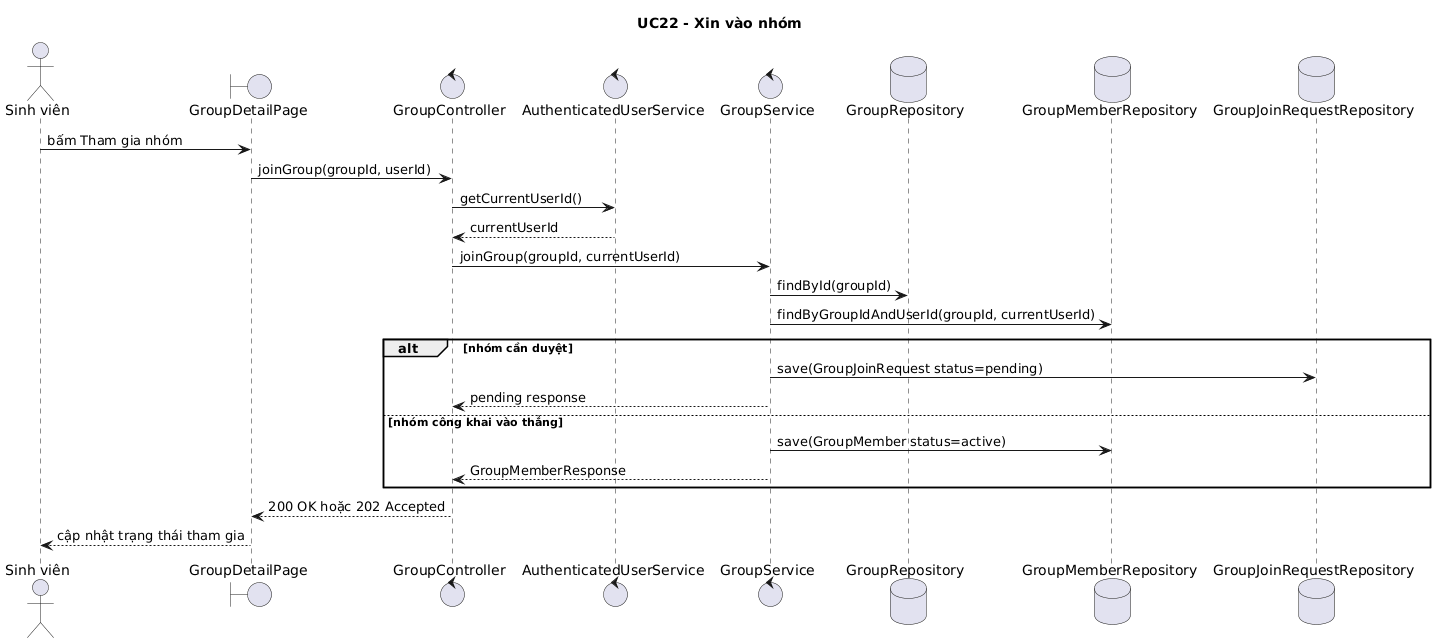 UC22 - Xin vào nhóm
Sinh viên
GroupDetailPage
GroupController
AuthenticatedUserService
GroupService
GroupRepository
GroupMemberRepository
GroupJoinRequestRepository
bấm Tham gia nhóm
joinGroup(groupId, userId)
getCurrentUserId()
currentUserId
joinGroup(groupId, currentUserId)
findById(groupId)
findByGroupIdAndUserId(groupId, currentUserId)
alt
[nhóm cần duyệt]
save(GroupJoinRequest status=pending)
pending response
[nhóm công khai vào thẳng]
save(GroupMember status=active)
GroupMemberResponse
200 OK hoặc 202 Accepted
cập nhật trạng thái tham gia
Sinh viên
GroupDetailPage
GroupController
AuthenticatedUserService
GroupService
GroupRepository
GroupMemberRepository
GroupJoinRequestRepository